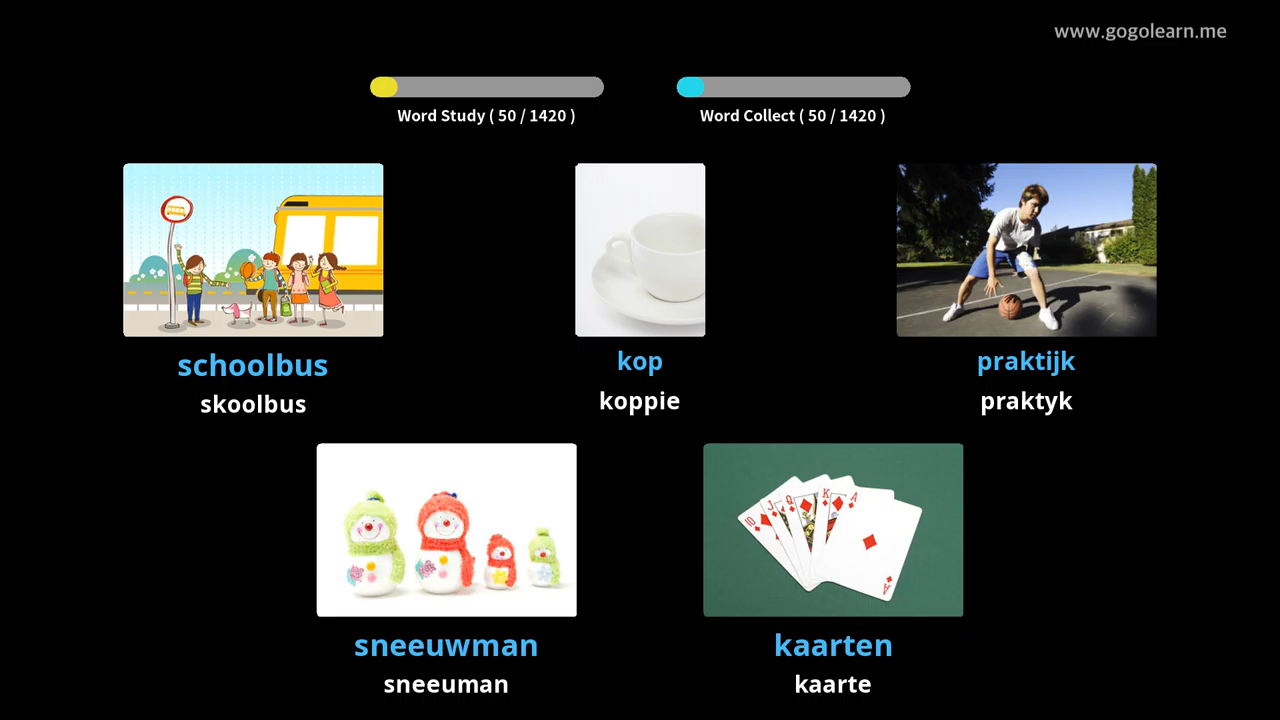 www.gogolearn.me
Word Study ( 50 / 1420 )
Word Collect ( 50 / 1420 )
schoolbus
skoolbus
kop
koppie
praktijk
praktyk
10 J Q K A
A
sneeuwman
sneeuman
kaarten
kaarte